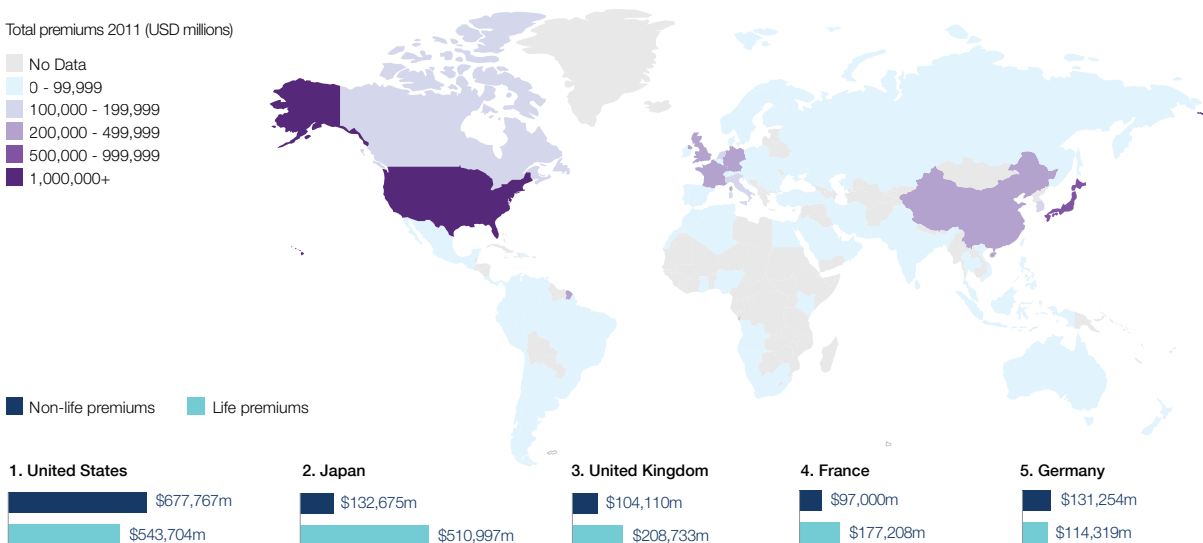 Total premiums 2011 (USD millions)
No Data
0 - 99,999
100,000 - 199,999
200,000 - 499,999
500,000 - 999,999
1,000,000+
Non-life premiums
Life premiums
1. United States
$677,767m
$543,704m
2. Japan
$132,675m
$510,997m
3. United Kingdom
$104,110m
$208,733m
4. France
$97,000m
$177,208m
5. Germany
$131,254m
$114,319m